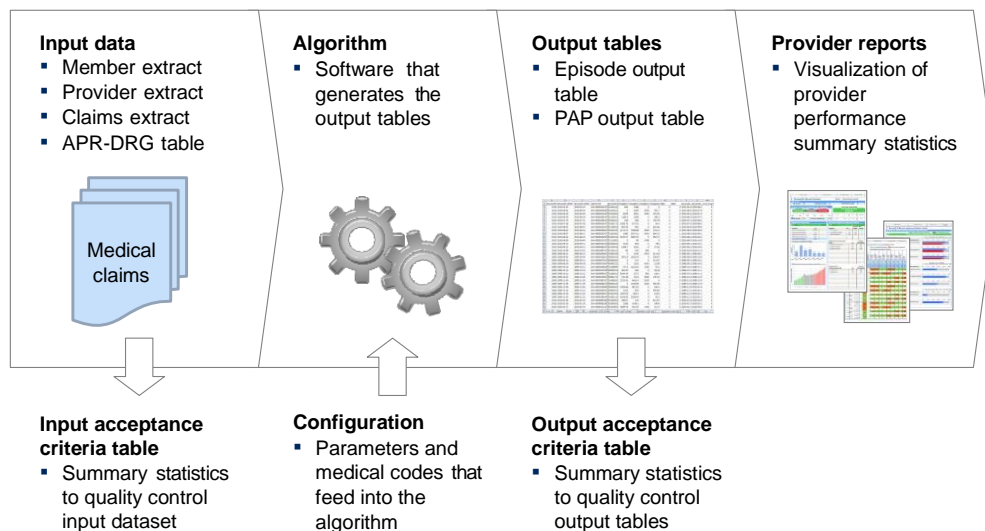 Input data
▪ Member extract
▪ Provider extract
▪ Claims extract
▪ APR-DRG table
Medical
claims
Algorithm
▪ Software that
generates the
output tables
Output tables
▪ Episode output
table
▪ PAP output table
Provider reports
▪ Visualization of
provider
performance
summary statistics
Input acceptance
criteria table
▪ Summary statistics
to quality control
input dataset
Configuration
▪ Parameters and
medical codes that
feed into the
algorithm
Output acceptance
criteria table
▪ Summary statistics
to quality control
output tables